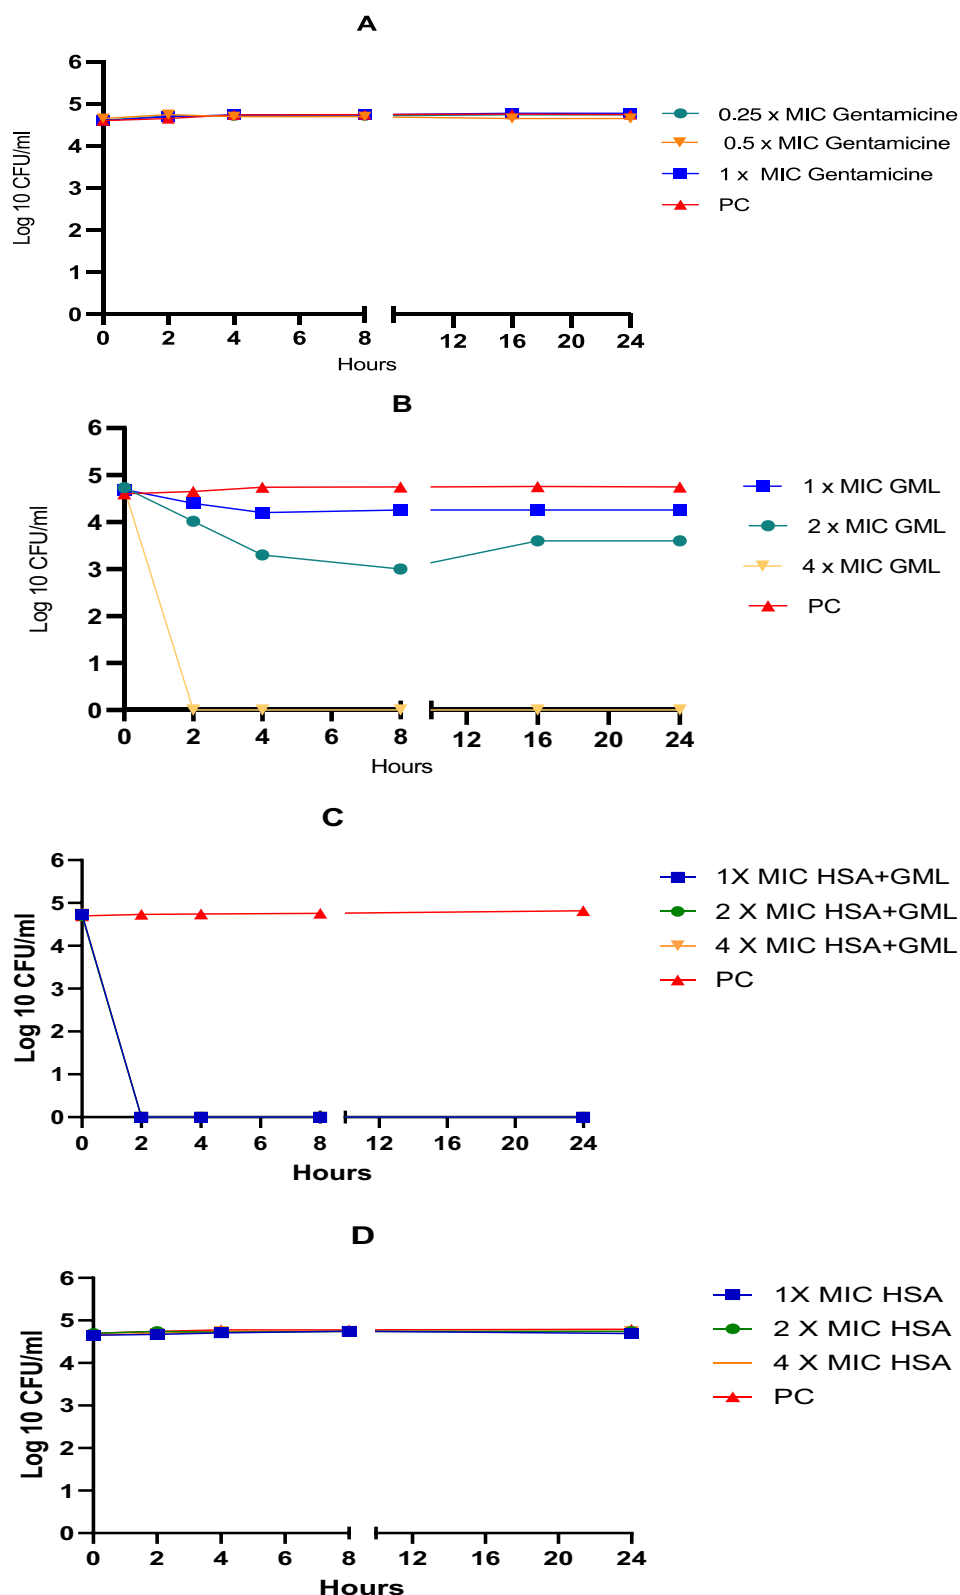 A
6
5
4
3
2
1
0
Log 10 CFU/ml
0 2 4 6 8 12 16 20 24
Hours
0.25 x MIC Gentamicine
0.5 x MIC Gentamicine
1 x MIC Gentamicine
PC
B
6
5
4
3
2
1
0
Log 10 CFU/ml
0 2 4 6 8 12 16 20 24
Hours
1 x MIC GML
2 x MIC GML
4 x MIC GML
PC
C
6
5
4
3
2
1
0
Log 10 CFU/ml
0 2 4 6 8 12 16 20 24
Hours
1X MIC HSA+GML
2 X MIC HSA+GML
4 X MIC HSA+GML
PC
D
6
5
4
3
2
1
0
Log 10 CFU/ml
0 2 4 6 8 12 16 20 24
Hours
1X MIC HSA
2 X MIC HSA
4 X MIC HSA
PC